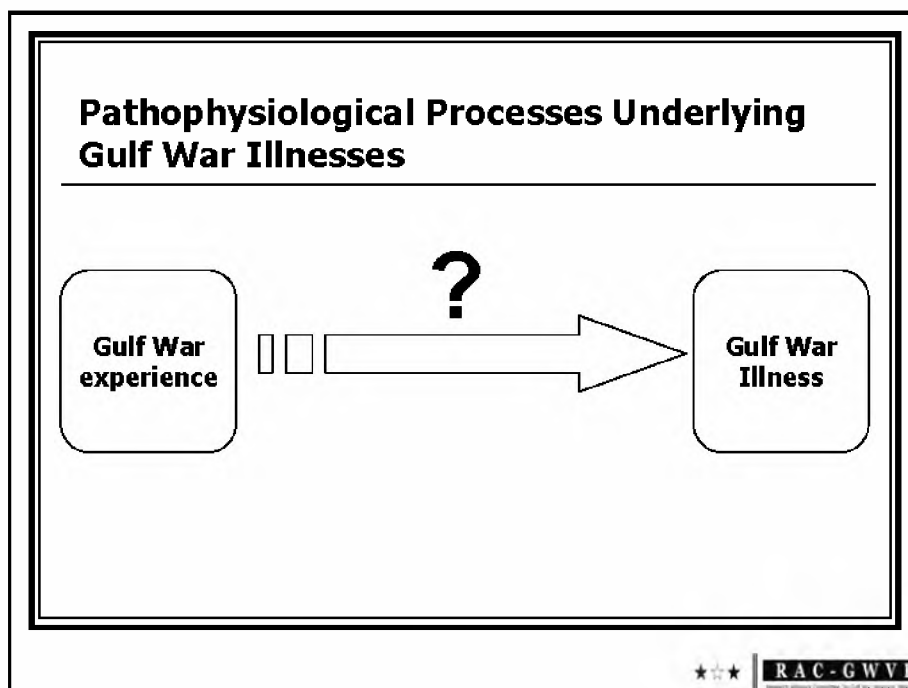 Pathophysiological Processes Underlying
Gulf War Illnesses
?
Gulf War
experience
Gulf War
Illness
RAC-GWVI